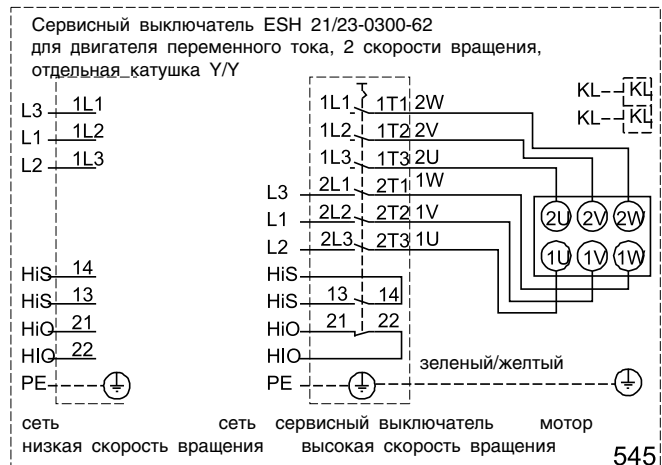 Сервисный выключатель ESH 21/23-0300-62
для двигателя переменного тока, 2 скорости вращения,
отдельная катушка Y/Y
L3 1L1
L1 1L2
L2 1L3
1L1 1T1 2W
1L2 1T2 2V
1L3 1T3 2U
L3 2L1 2T1 1W
L1 2L2 2T2 1V
L2 2L3 2T3 1U
KL KL
KL KL
2U 2V 2W
1U 1V 1W
HiS 14
HiS 13
HiO 21
HIO 22
PE
HiS
HiS 13 14
HiO 21 22
HIO
PE
зеленый/желтый
сеть сеть сервисный выключатель мотор
низкая скорость вращения высокая скорость вращения
545